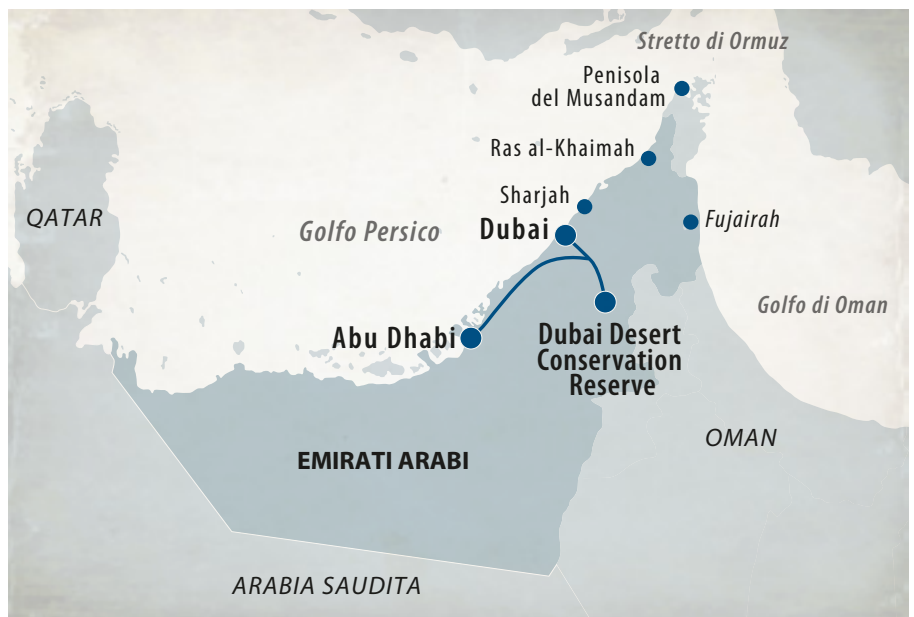 Stretto di Ormuz
Penisola
del Musandam
Ras al-Khaimah
Sharjah
QATAR
Golfo Persico
Dubai
Fujairah
Golfo di Oman
Abu Dhabi
Dubai Desert
Conservation
Reserve
OMAN
EMIRATI ARABI
ARABIA SAUDITA